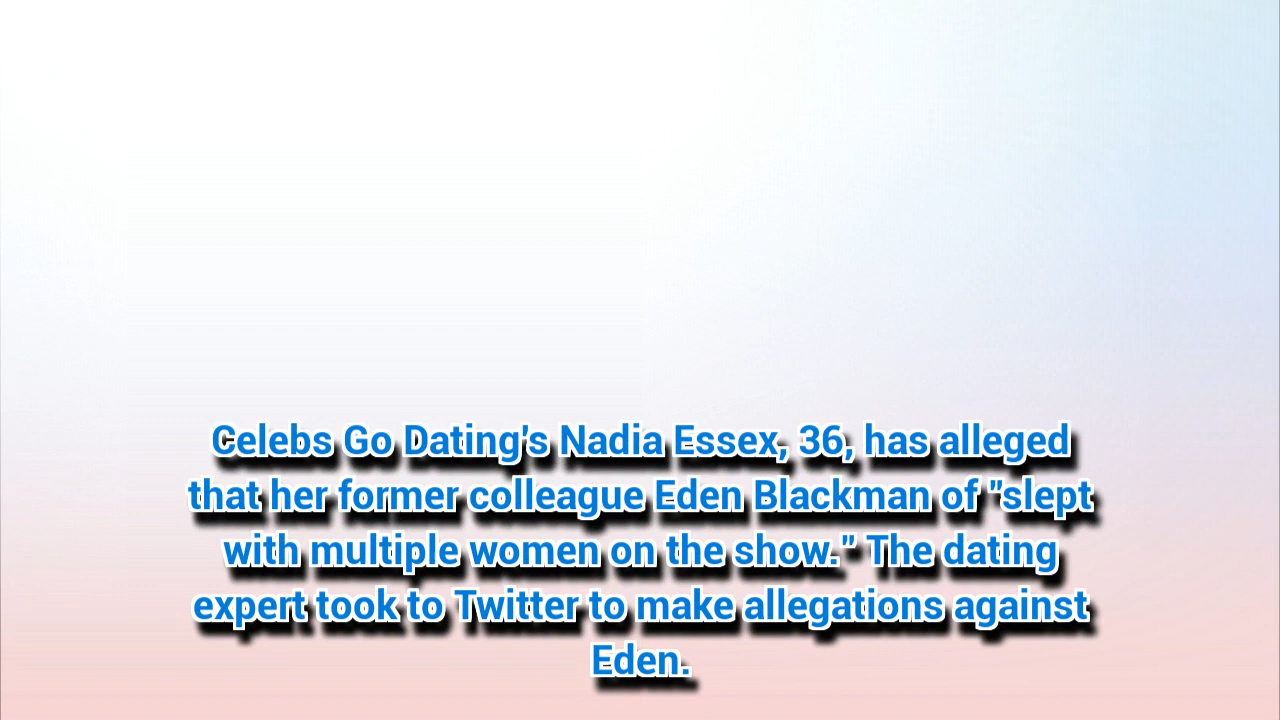 Celebs Go Dating's Nadia Essex, 36, has alleged
that her former colleague Eden Blackman of "slept
with multiple women on the show." The dating
expert took to Twitter to make allegations against
Eden.